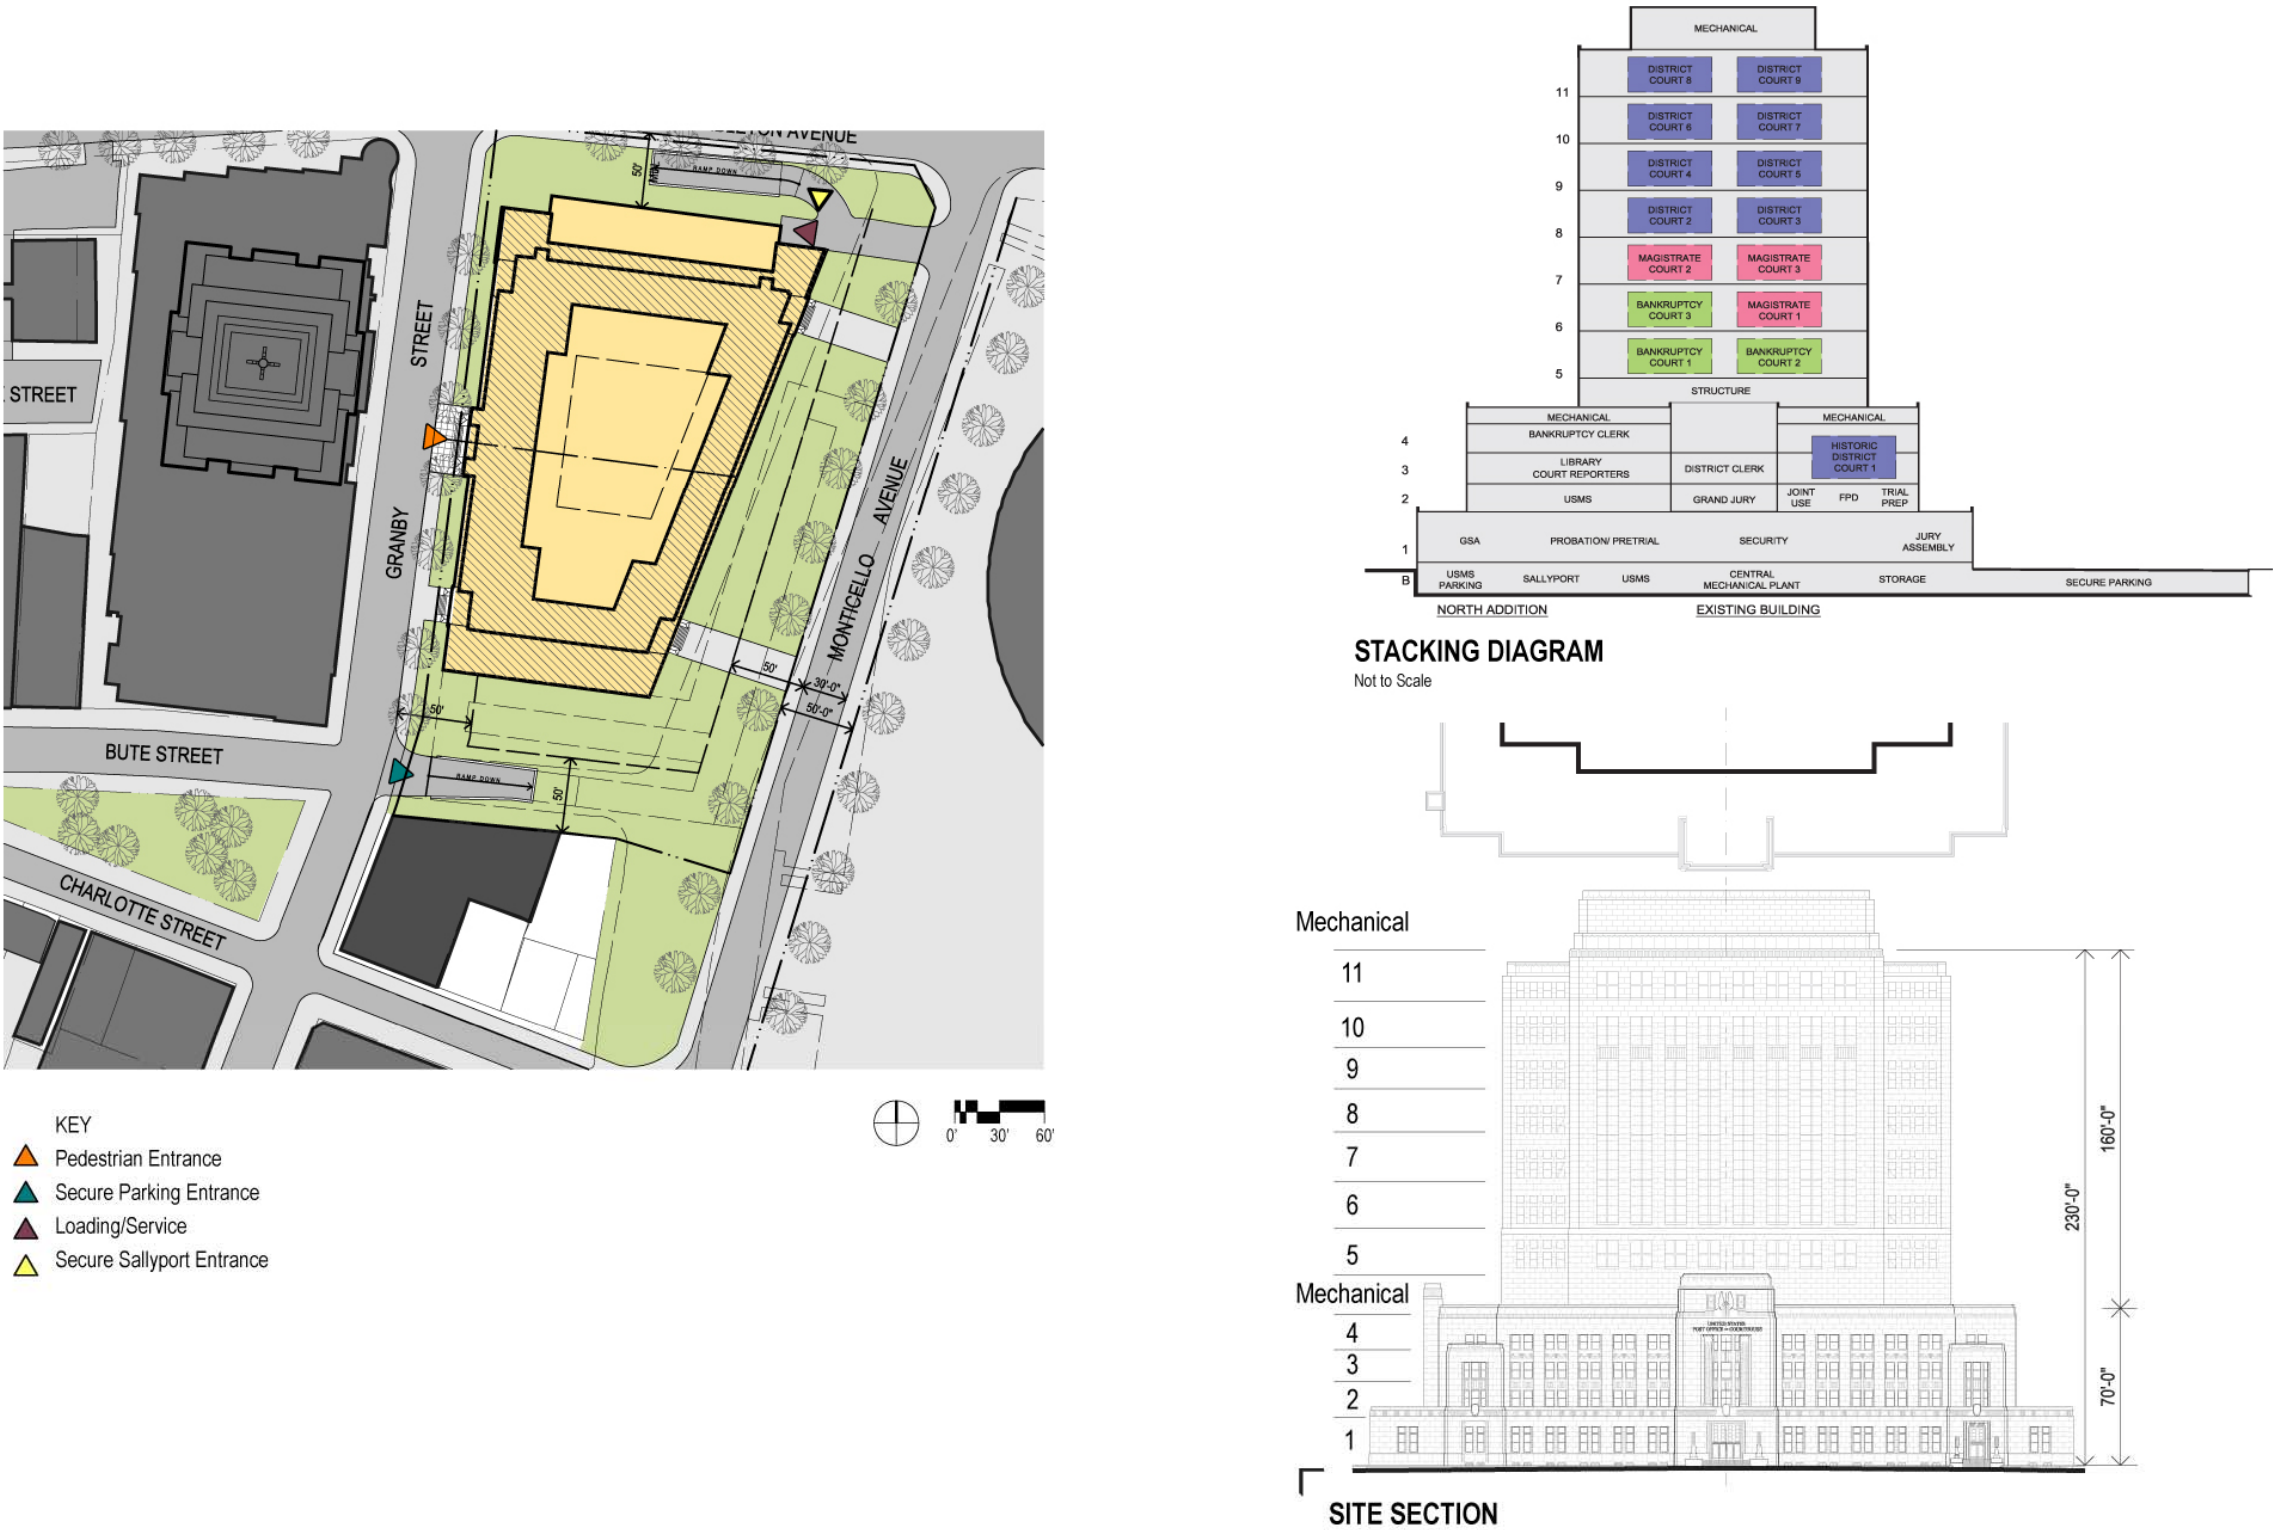 AVENUE
50'
MIN.
RAMP DOWN
STREET
STREET
GRANBY
MONTICELLO AVENUE
50'
30'-0"
50'-0"
50'
BUTE STREET
RAMP DOWN
50'
CHARLOTTE STREET
KEY
Pedestrian Entrance
Secure Parking Entrance
Loading/Service
Secure Sallyport Entrance
0' 30' 60'
MECHANICAL
DISTRICT
COURT 8
DISTRICT
COURT 9
11
DISTRICT
COURT 6
DISTRICT
COURT 7
10
DISTRICT
COURT 4
DISTRICT
COURT 5
9
DISTRICT
COURT 2
DISTRICT
COURT 3
8
MAGISTRATE
COURT 2
MAGISTRATE
COURT 3
7
BANKRUPTCY
COURT 3
MAGISTRATE
COURT 1
6
BANKRUPTCY
COURT 1
BANKRUPTCY
COURT 2
5
STRUCTURE
MECHANICAL
MECHANICAL
4
BANKRUPTCY CLERK
HISTORIC
DISTRICT
COURT 1
3
LIBRARY
COURT REPORTERS
DISTRICT CLERK
2
USMS
GRAND JURY
JOINT
USE
FPD
TRIAL
PREP
1
GSA
PROBATION/ PRETRIAL
SECURITY
JURY
ASSEMBLY
B
USMS
PARKING
SALLYPORT
USMS
CENTRAL
MECHANICAL PLANT
STORAGE
SECURE PARKING
NORTH ADDITION
EXISTING BUILDING
STACKING DIAGRAM
Not to Scale
Mechanical
11
10
9
8
7
6
5
Mechanical
4
3
2
1
160'-0"
230'-0"
70'-0"
UNITED STATES
POST OFFICE - COURTHOUSE
SITE SECTION